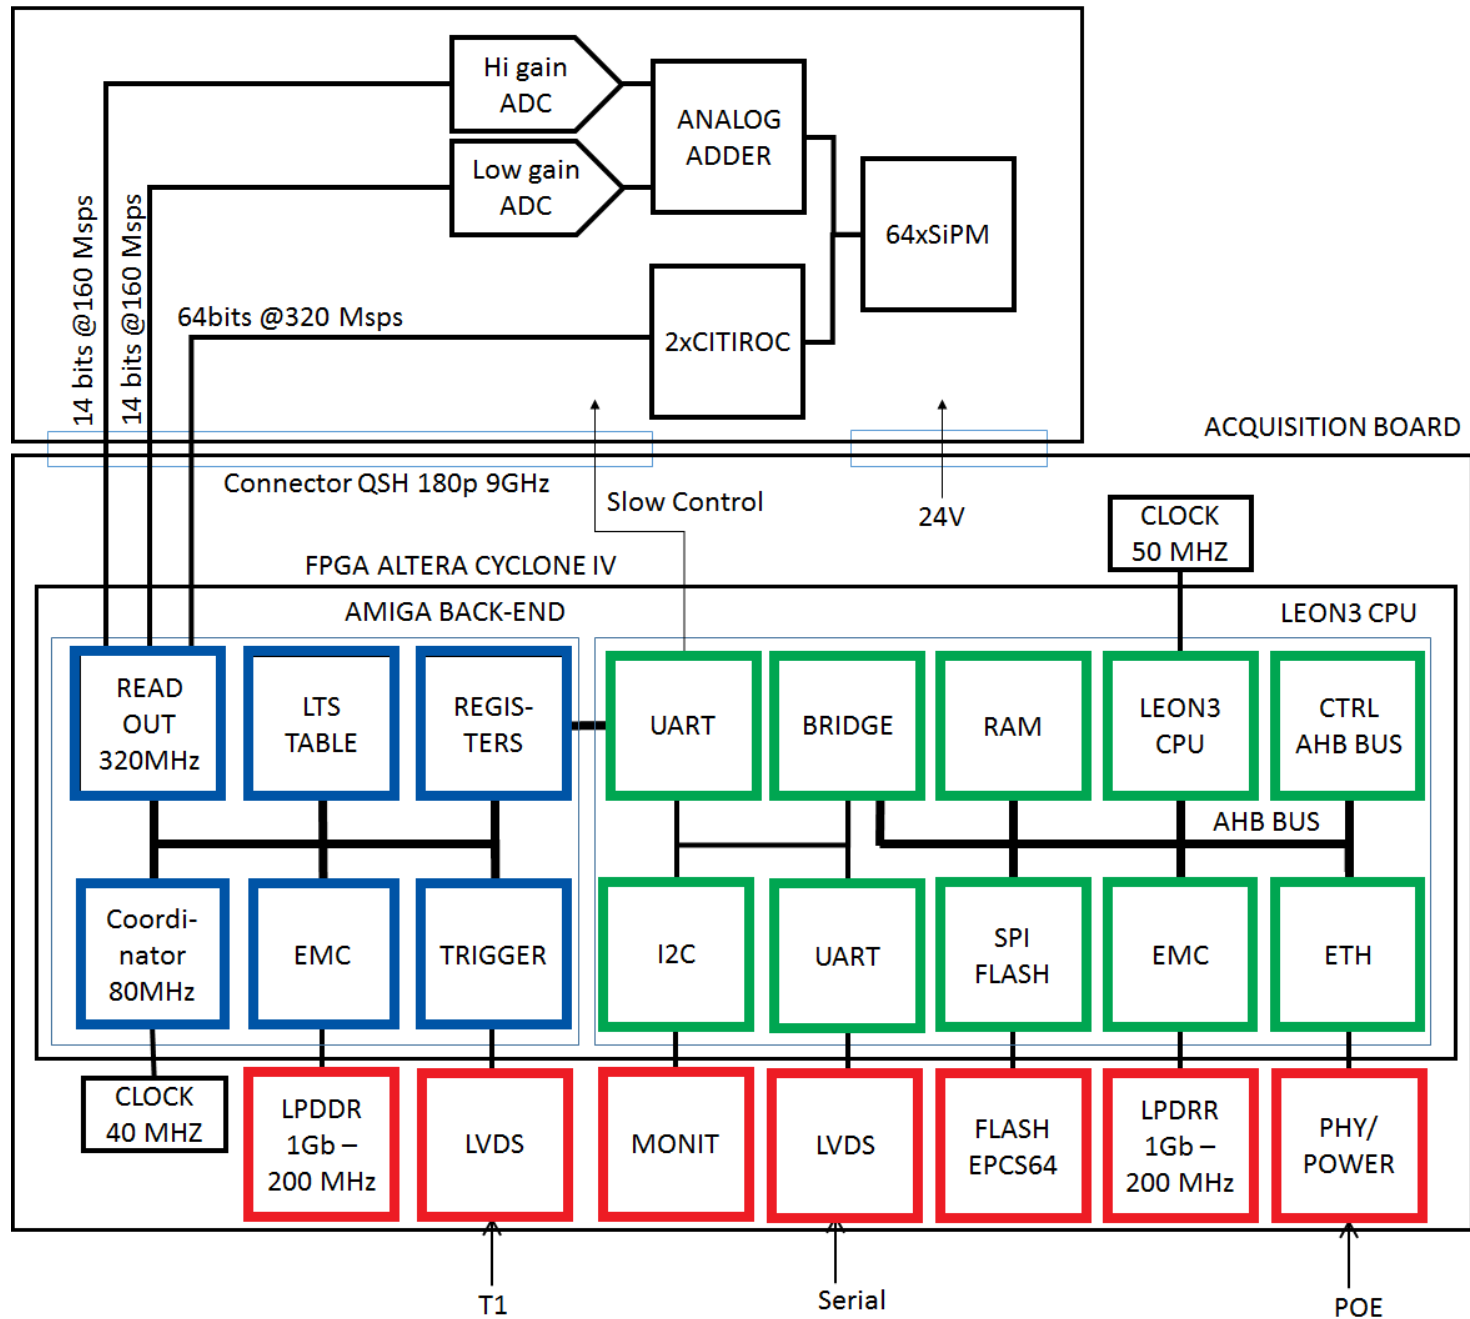 Hi gain
ADC
Low gain
ADC
ANALOG
ADDER
64xSiPM
2xCITIROC
14 bits @160 Msps
14 bits @160 Msps
64bits @320 Msps
ACQUISITION BOARD
Connector QSH 180p 9GHz
Slow Control
24V
CLOCK
50 MHZ
FPGA ALTERA CYCLONE IV
AMIGA BACK-END
LEON3 CPU
READ
OUT
320MHz
LTS
TABLE
REGIS-
TERS
UART
BRIDGE
RAM
LEON3
CPU
CTRL
AHB BUS
AHB BUS
Coordi-
nator
80MHz
EMC
TRIGGER
I2C
UART
SPI
FLASH
EMC
ETH
CLOCK
40 MHZ
LPDDR
1Gb –
200 MHz
LVDS
MONIT
LVDS
FLASH
EPCS64
LPDRR
1Gb –
200 MHz
PHY/
POWER
T1
Serial
POE